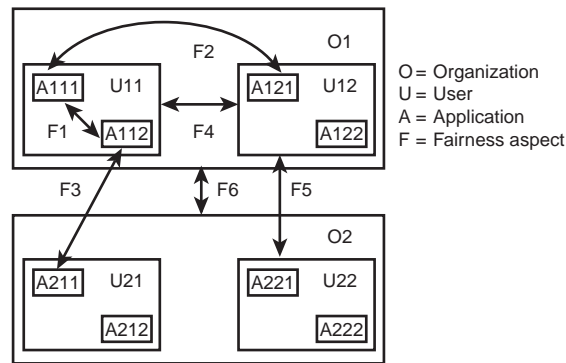 F2
O1
A111
U11
A121
U12
F1
A112
F4
A122
O = Organization
U = User
A = Application
F = Fairness aspect
F3
F6
F5
O2
A211
U21
A221
U22
A212
A222